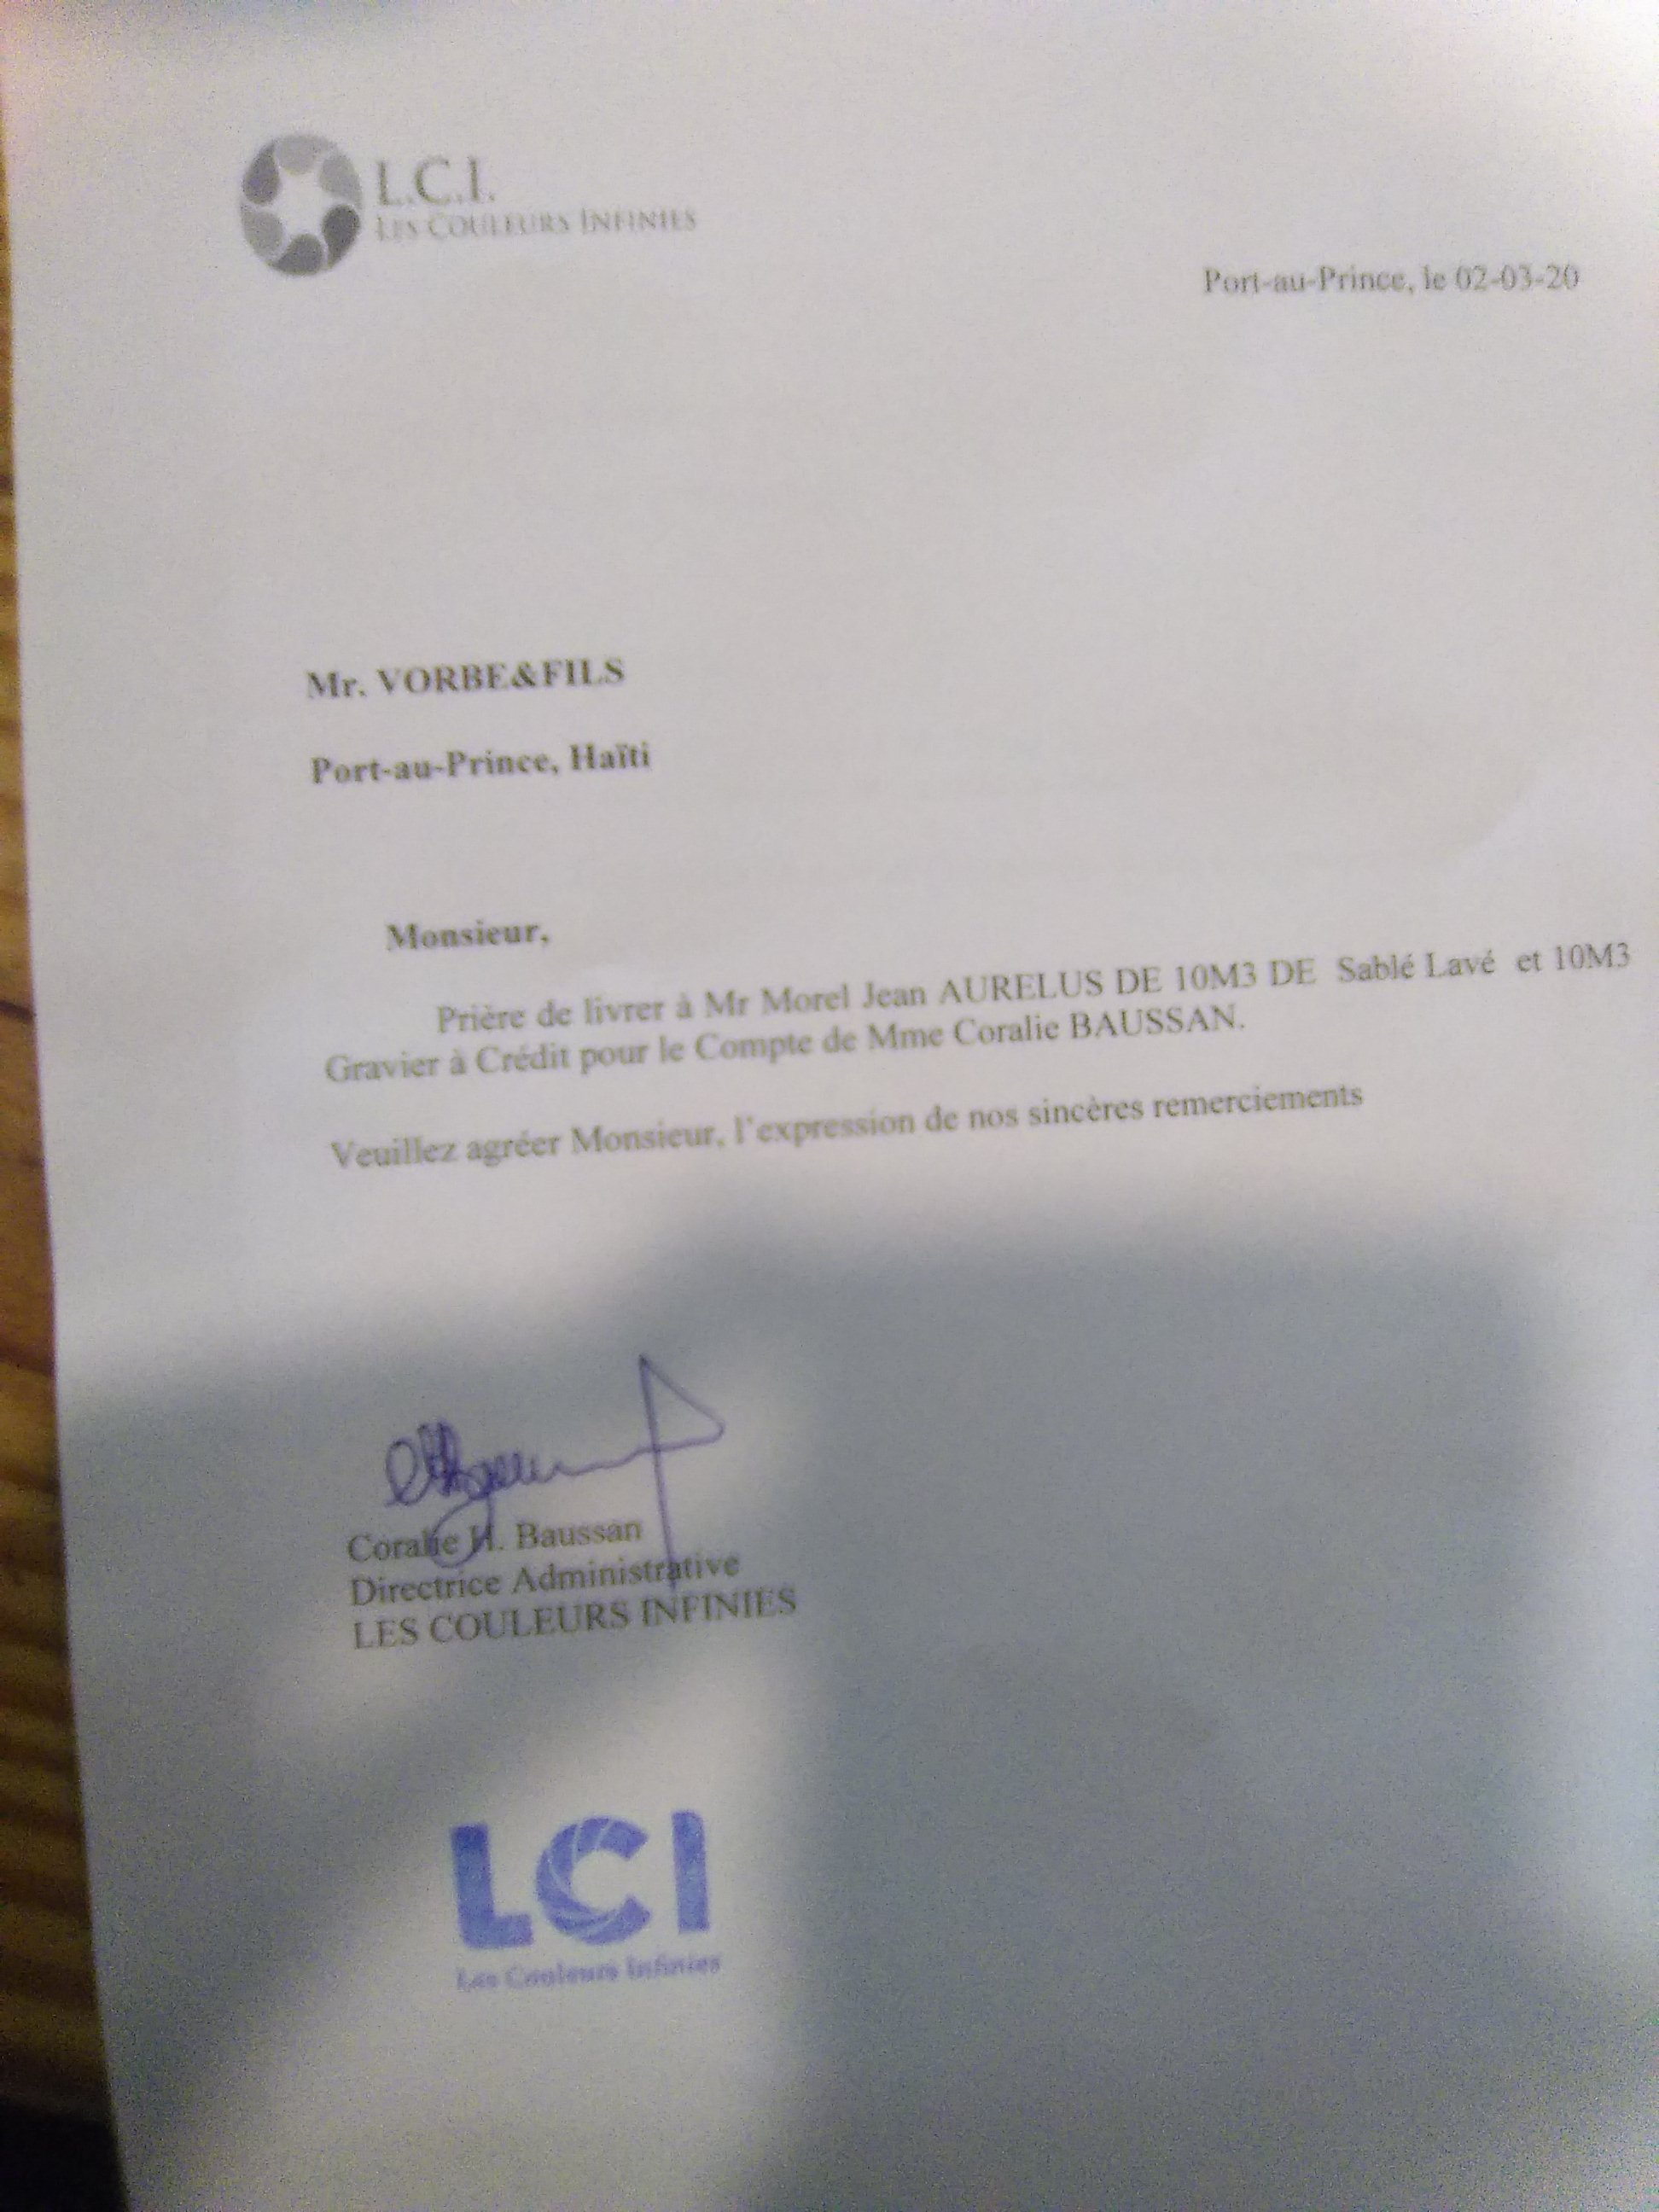 L.C.I.
LES COULEURS INFINIES
Port-au-Prince, le 02-03-20
Mr. VORBE&FILS
Port-au-Prince, Haïti
Monsieur,
Prière de livrer à Mr Morel Jean AURELUS DE 10M3 DE Sablé Lavé et 10M3
Gravier à Crédit pour le Compte de Mme Coralie BAUSSAN.
Veuillez agréer Monsieur, l'expression de nos sincères remerciements
Coralie H. Baussan
Directrice Administrative
LES COULEURS INFINIES
LCI
Les Couleurs Infinies